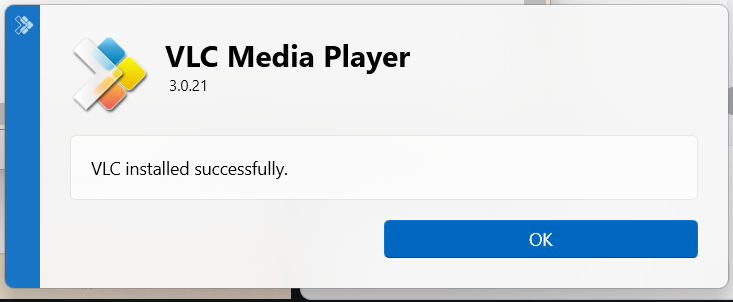 VLC Media Player
3.0.21
VLC installed successfully.
OK